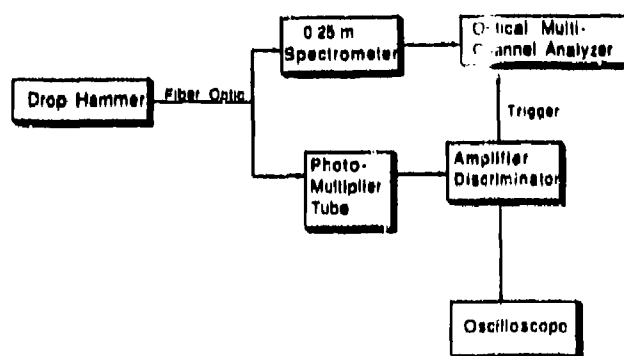 0.25 m
Spectrometer
Optical Multi-
Channel Analyzer
Drop Hammer
Fiber Optic
Trigger
Photo-
Multiplier
Tube
Amplifier
Discriminator
Oscilloscope